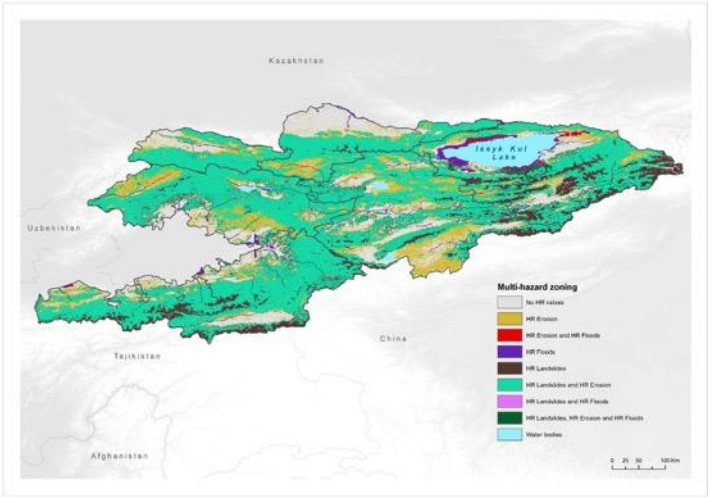 Kazakhstan
Issyk Kul
Lake
Uzbekistan
Multi-hazard zoning
No HR values
HR Erosion
HR Erosion and HR Floods
HR Floods
HR Landslides
HR Landslides and HR Erosion
HR Landslides and HR Floods
HR Landslides, HR Erosion and HR Floods
Water bodies
China
Tajikistan
Afghanistan
0 25 50 100 Km